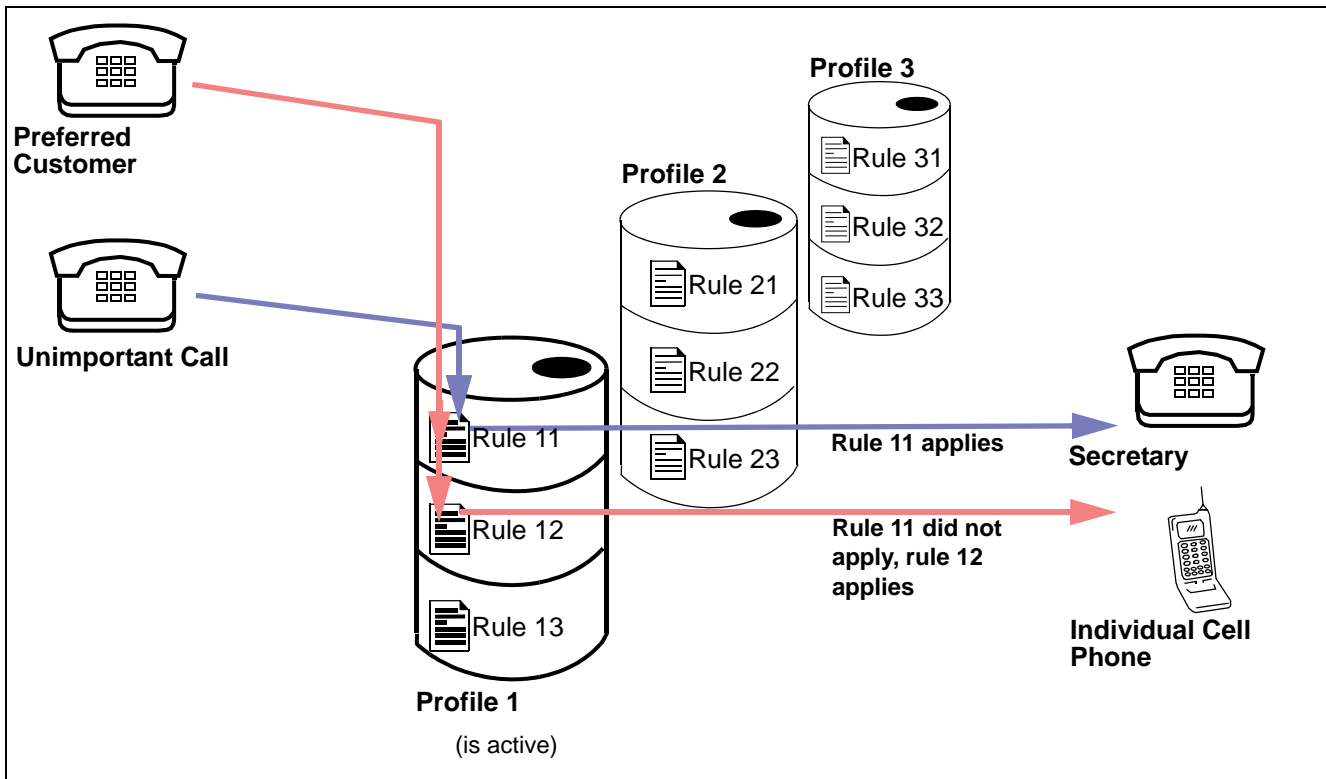 Preferred
Customer
Unimportant Call
Profile 3
Rule 31
Rule 32
Rule 33
Profile 2
Rule 21
Rule 22
Rule 23
Rule 11
Rule 12
Rule 13
Profile 1
(is active)
Rule 11 applies
Rule 11 did not
apply, rule 12
applies
Secretary
Individual Cell
Phone